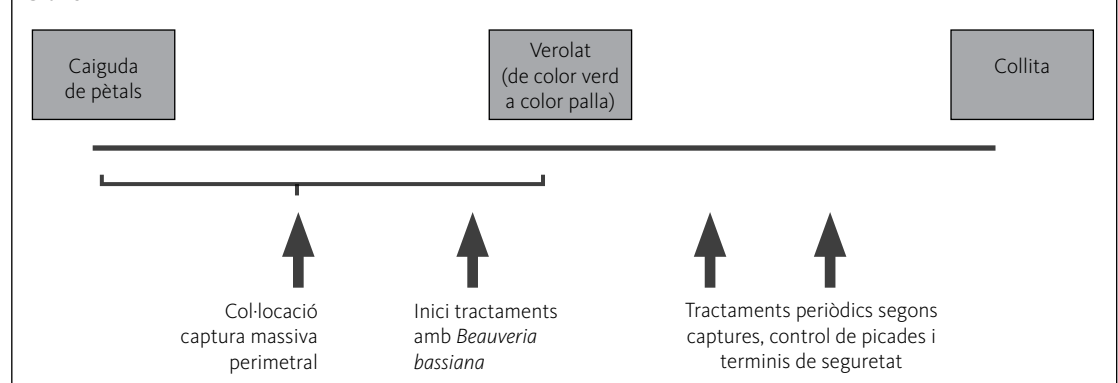 Caiguda
de pètals
Verolat
(de color verd
a color palla)
Collita
Col·locació
captura massiva
perimetral
Inici tractaments
amb Beauveria
bassiana
Tractaments periòdics segons
captures, control de picades i
terminis de seguretat